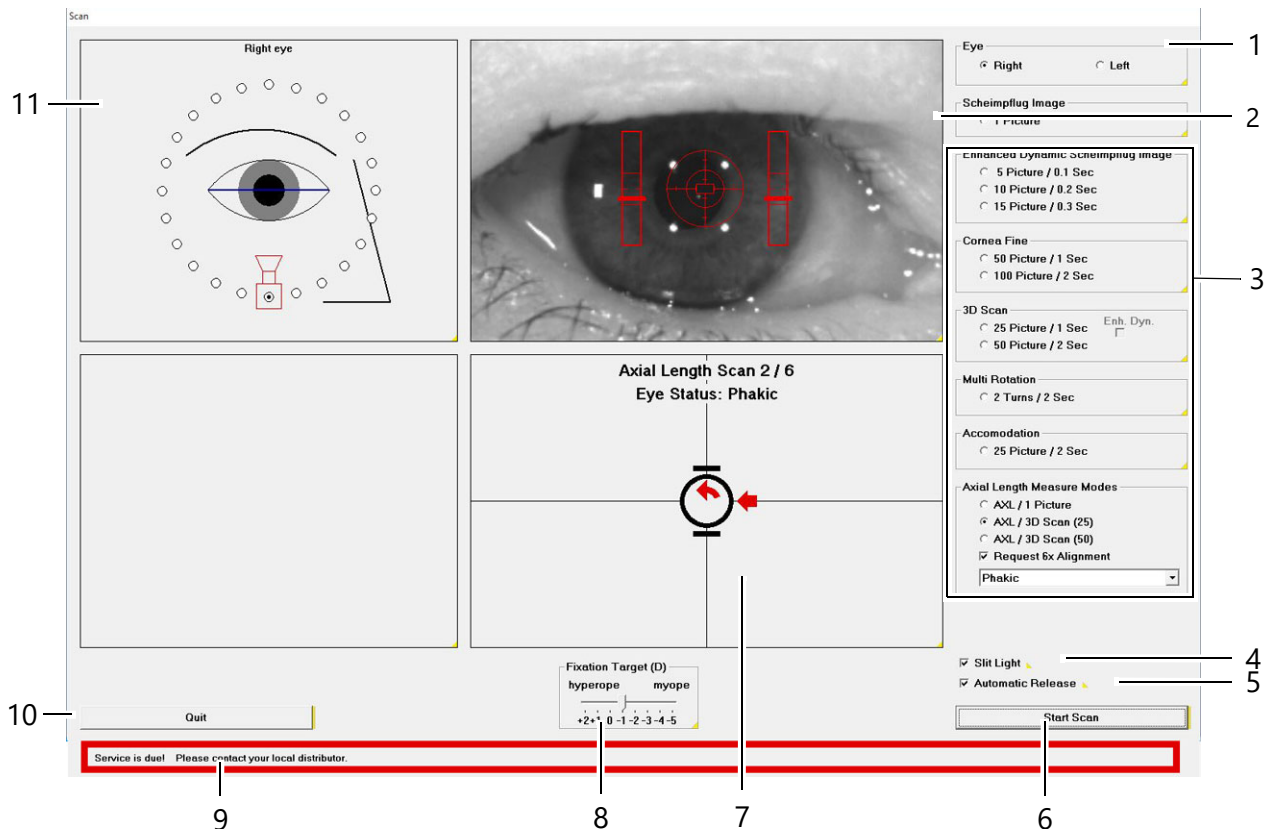 Scan
Right eye
11
Eye
Right
Left
1
Scheimpflug Image
1 Picture
2
Enhanced Dynamic Scheimpflug Image
5 Picture / 0.1 Sec
10 Picture / 0.2 Sec
15 Picture / 0.3 Sec
Cornea Fine
50 Picture / 1 Sec
100 Picture / 2 Sec
3
3D Scan
25 Picture / 1 Sec
Enh. Dyn.
50 Picture / 2 Sec
Multi Rotation
2 Turns / 2 Sec
Accomodation
25 Picture / 2 Sec
Axial Length Measure Modes
AXL / 1 Picture
AXL / 3D Scan (25)
AXL / 3D Scan (50)
Request 6x Alignment
Phakic
Axial Length Scan 2 / 6
Eye Status: Phakic
Slit Light
4
Automatic Release
5
Fixation Target (D)
hyperope myope
+2+1 0 -1 -2 -3 -4 -5
10
Quit
Start Scan
Service is due! Please contact your local distributor.
9
8
7
6